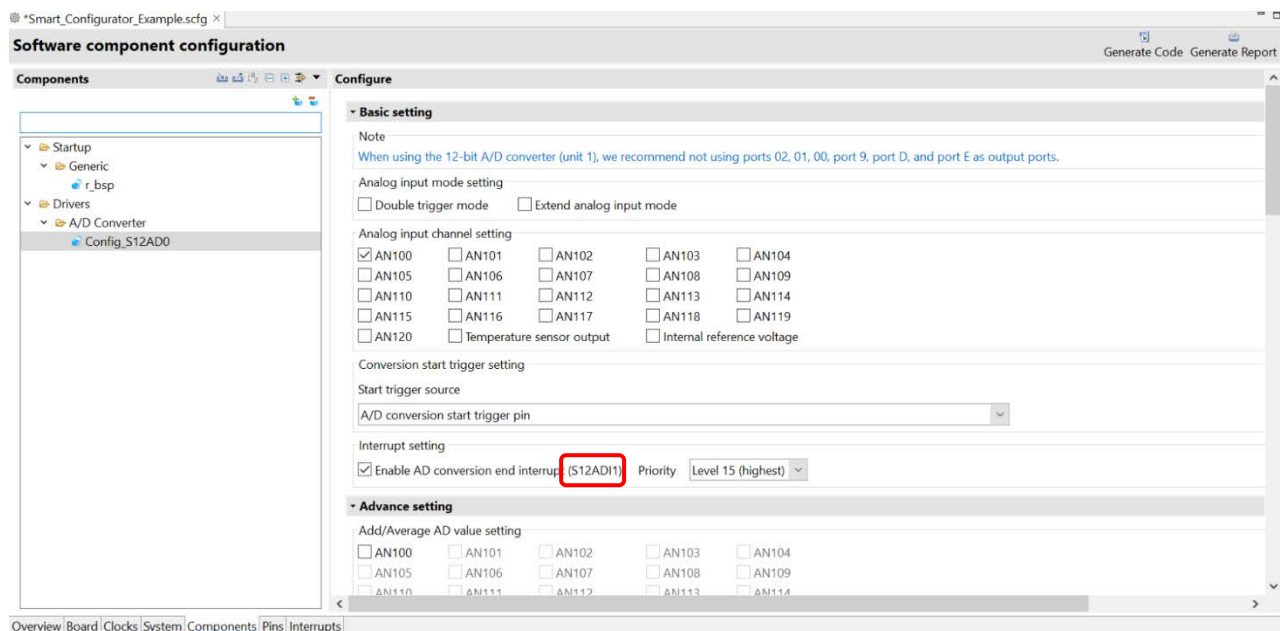 *Smart_Configurator_Example.scfg
Software component configuration
Generate Code Generate Report
Components
Configure
Startup
Generic
r_bsp
Drivers
A/D Converter
Config_S12AD0
Basic setting
Note
When using the 12-bit A/D converter (unit 1), we recommend not using ports 02, 01, 00, port 9, port D, and port E as output ports.
Analog input mode setting
Double trigger mode Extend analog input mode
Analog input channel setting
AN100 AN101 AN102 AN103 AN104
AN105 AN106 AN107 AN108 AN109
AN110 AN111 AN112 AN113 AN114
AN115 AN116 AN117 AN118 AN119
AN120 Temperature sensor output Internal reference voltage
Conversion start trigger setting
Start trigger source
A/D conversion start trigger pin
Interrupt setting
Enable AD conversion end interrupt (S12ADI1) Priority Level 15 (highest)
Advance setting
Add/Average AD value setting
AN100 AN101 AN102 AN103 AN104
AN105 AN106 AN107 AN108 AN109
AN110 AN111 AN112 AN113 AN114
Overview Board Clocks System Components Pins Interrupts